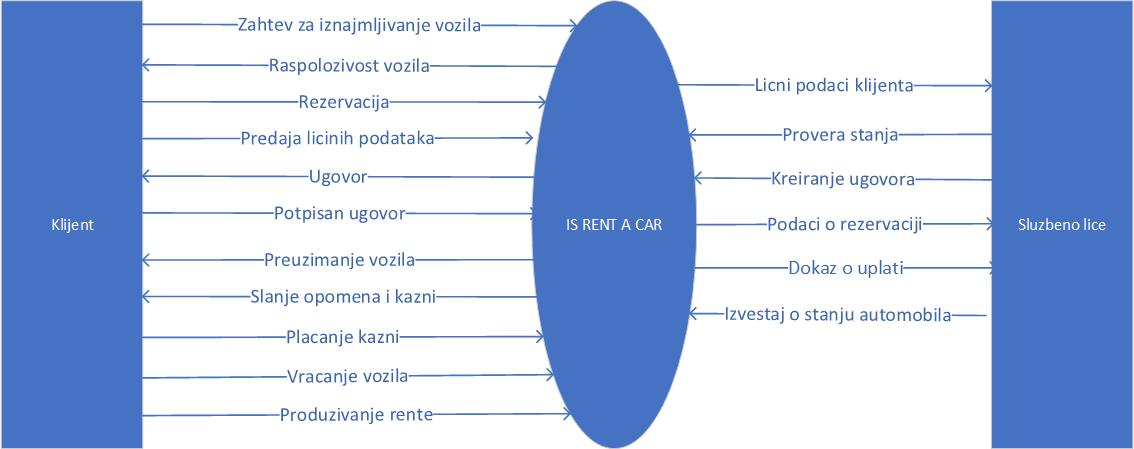 Klijent
Zahtev za iznajmljivanje vozila
Raspolozivost vozila
Rezervacija
Predaja licinih podataka
Ugovor
Potpisan ugovor
Preuzimanje vozila
Slanje opomena i kazni
Placanje kazni
Vracanje vozila
Produzivanje rente
IS RENT A CAR
Licni podaci klijenta
Provera stanja
Kreiranje ugovora
Podaci o rezervaciji
Dokaz o uplati
Izvestaj o stanju automobila
Sluzbeno lice